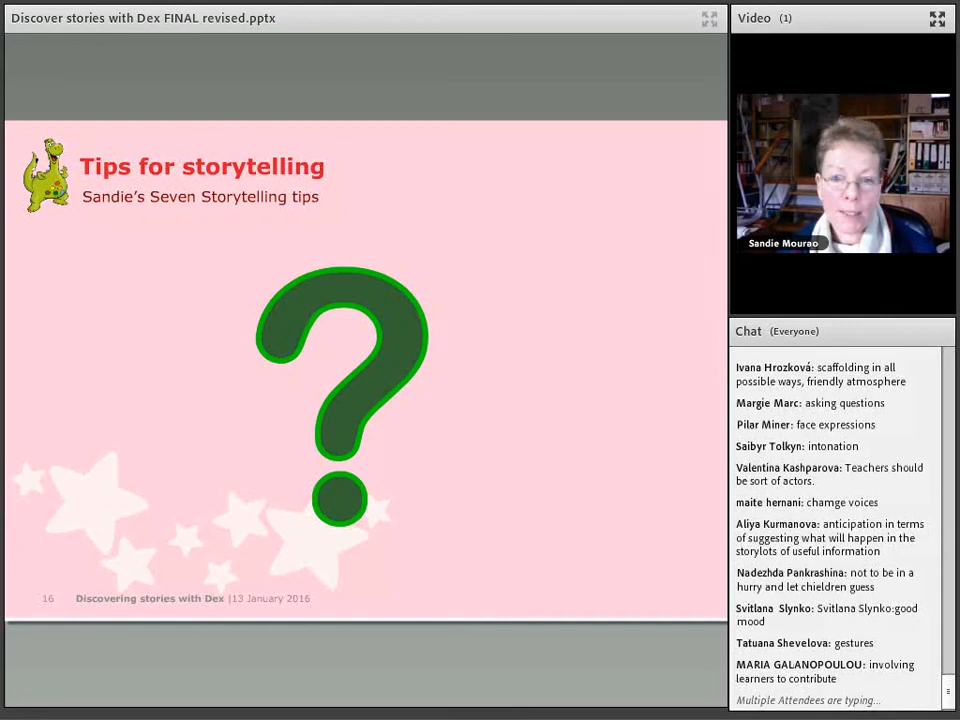 Discover stories with Dex FINAL revised.pptx
Tips for storytelling
Sandie's Seven Storytelling tips
?
16 Discovering stories with Dex |13 January 2016
Video (1)
Sandie Mourao
Chat (Everyone)
Ivana Hrozková: scaffolding in all
possible ways, friendly atmosphere
Margie Marc: asking questions
Pilar Miner: face expressions
Saibyr Tolkyn: intonation
Valentina Kashparova: Teachers should
be sort of actors.
maite hernani: chamge voices
Aliya Kurmanova: anticipation in terms
of suggesting what will happen in the
storylots of useful information
Nadezhda Pankrashina: not to be in a
hurry and let chieldren guess
Svitlana Slynko: Svitlana Slynko:good
mood
Tatuana Shevelova: gestures
MARIA GALANOPOULOU: involving
learners to contribute
Multiple Attendees are typing...